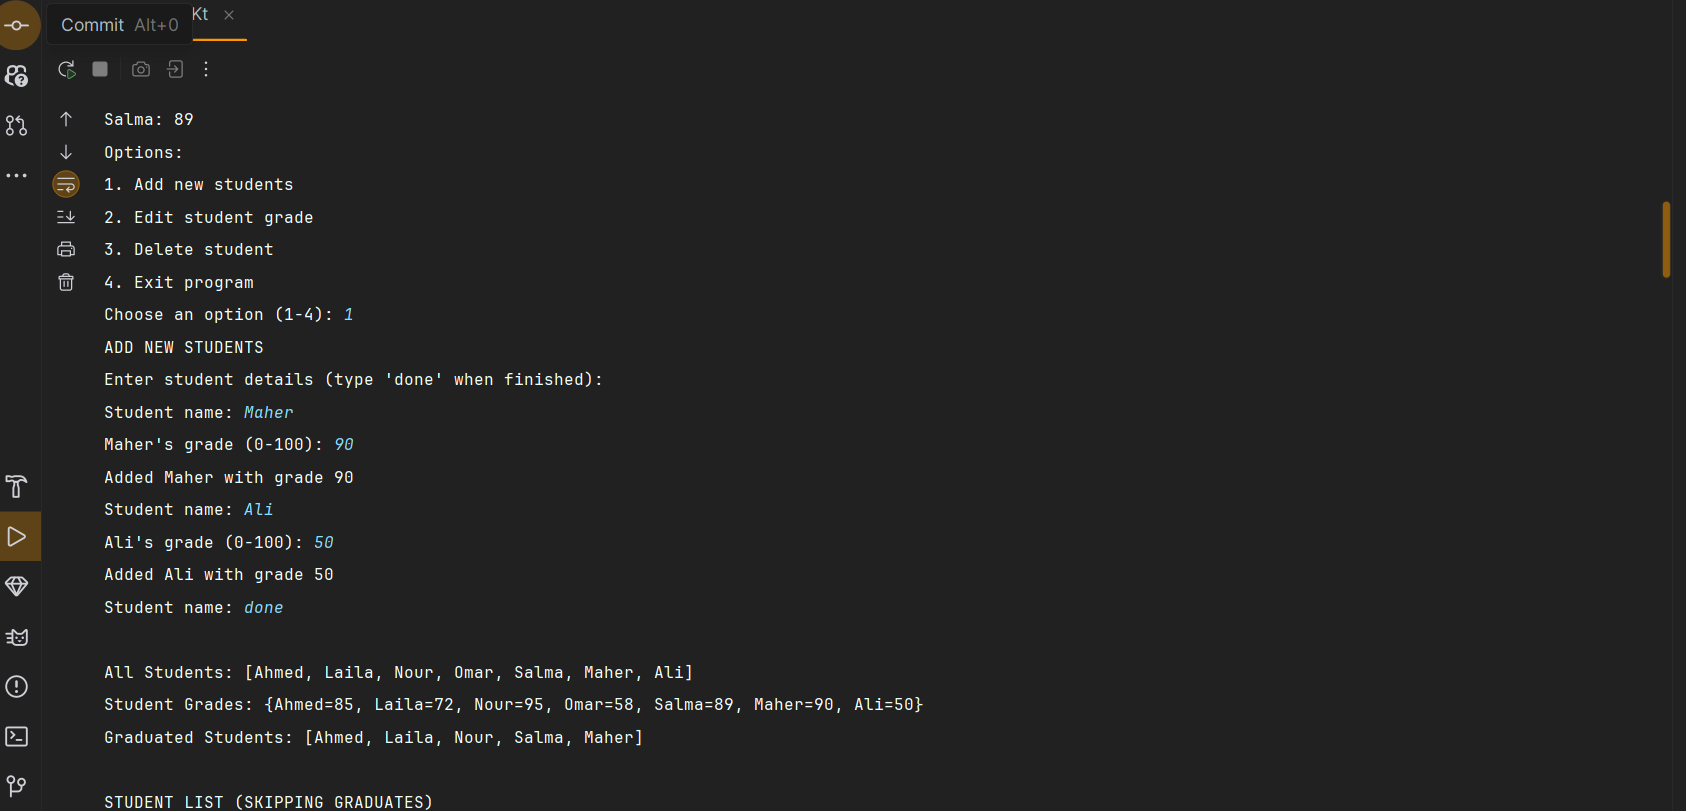 Commit Alt+0
Kt
Salma: 89
Options:
1. Add new students
2. Edit student grade
3. Delete student
4. Exit program
Choose an option (1-4): 1
ADD NEW STUDENTS
Enter student details (type 'done' when finished):
Student name: Maher
Maher's grade (0-100): 90
Added Maher with grade 90
Student name: Ali
Ali's grade (0-100): 50
Added Ali with grade 50
Student name: done
All Students: [Ahmed, Laila, Nour, Omar, Salma, Maher, Ali]
Student Grades: {Ahmed=85, Laila=72, Nour=95, Omar=58, Salma=89, Maher=90, Ali=50}
Graduated Students: [Ahmed, Laila, Nour, Salma, Maher]
STUDENT LIST (SKIPPING GRADUATES)